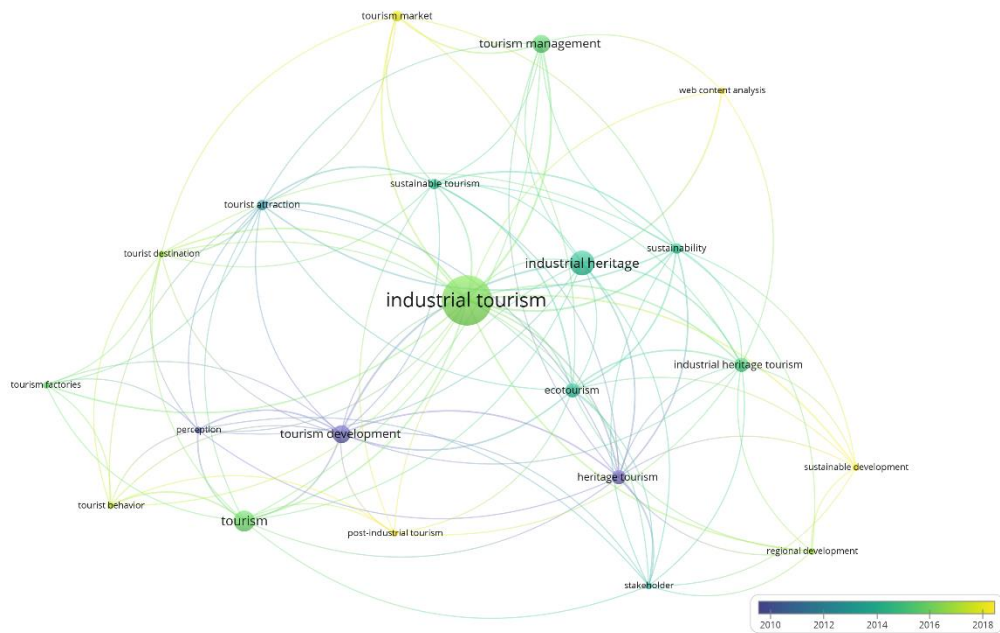 tourism market
tourism management
web content analysis
sustainable tourism
tourist attraction
sustainability
tourist destination
industrial heritage
industrial tourism
industrial heritage tourism
tourism factories
ecotourism
perception
tourism development
sustainable development
heritage tourism
tourist behavior
tourism
post-industrial tourism
regional development
stakeholder
2010 2012 2014 2016 2018